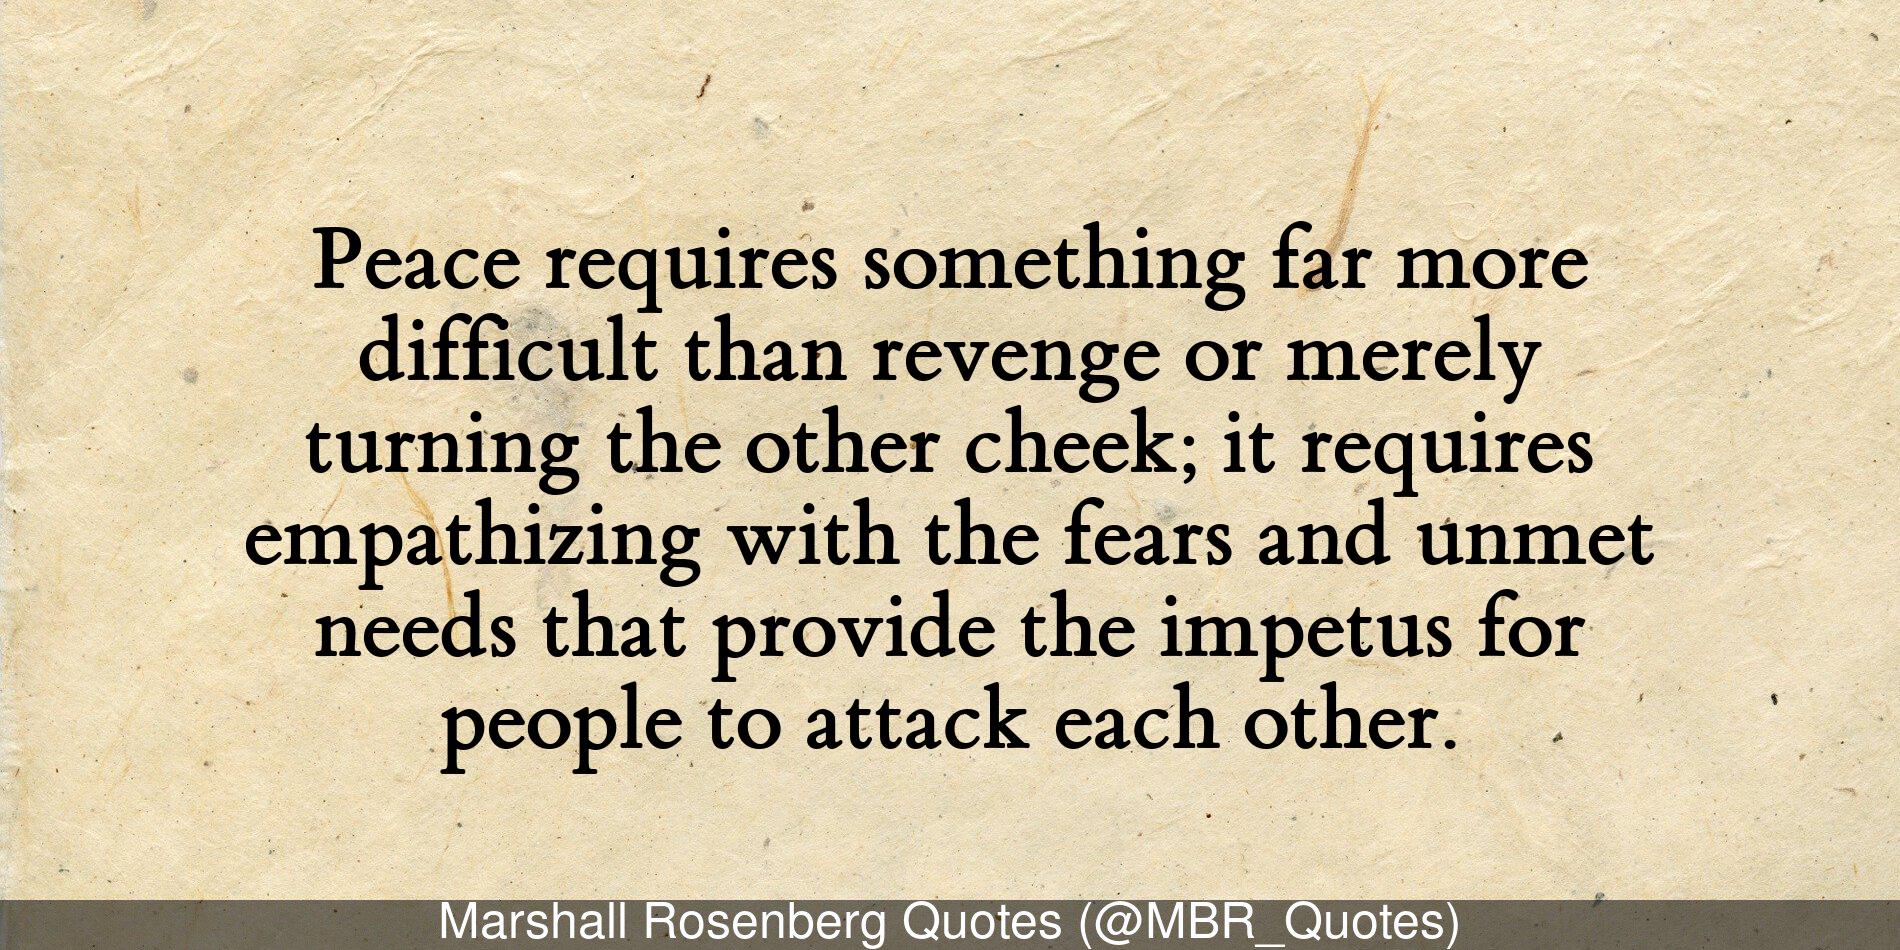 Peace requires something far more
difficult than revenge or merely
turning the other cheek; it requires
empathizing with the fears and unmet
needs that provide the impetus for
people to attack each other.
Marshall Rosenberg Quotes (@MBR_Quotes)